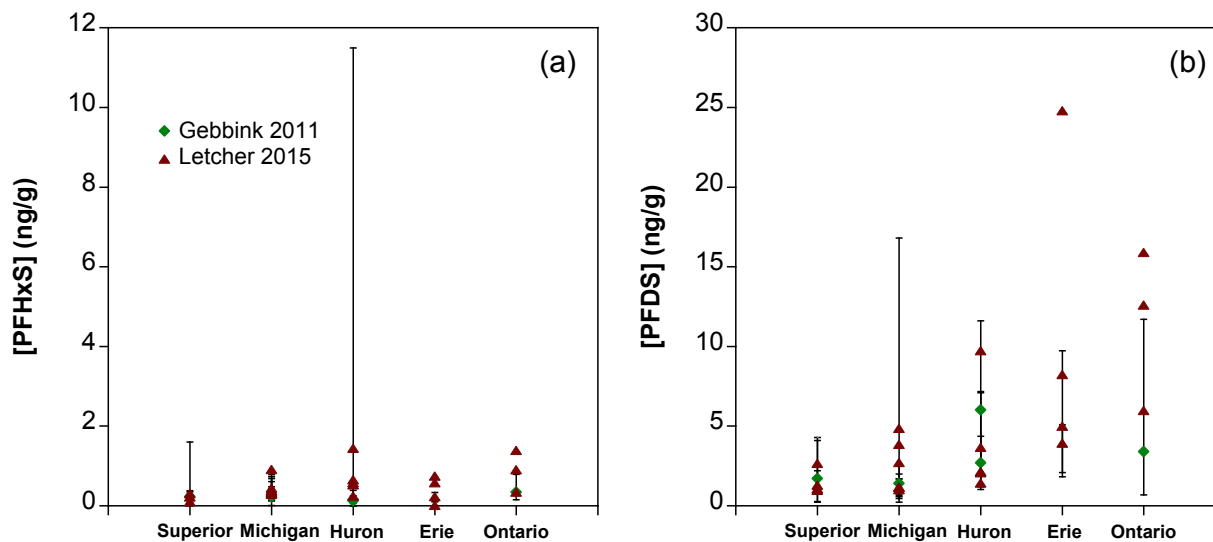 (a)
[PFHxS] (ng/g)
12
10
8
6
4
2
0
Gebbink 2011
Letcher 2015
Superior Michigan Huron Erie Ontario
(b)
[PFDS] (ng/g)
30
25
20
15
10
5
0
Superior Michigan Huron Erie Ontario